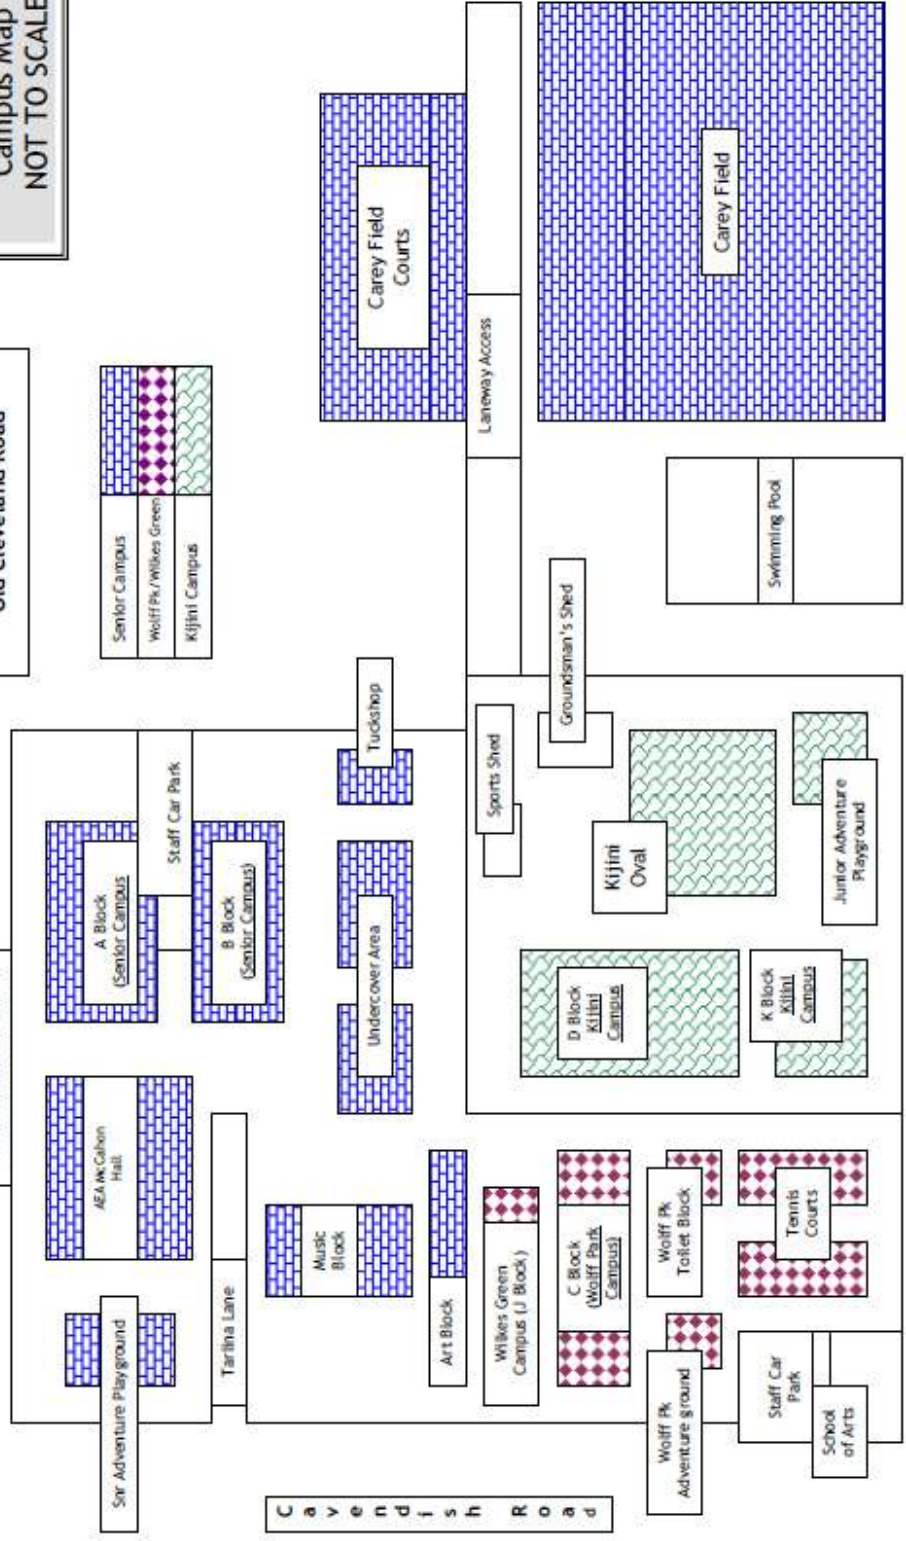 Campus Map
NOT TO SCALE
Old Cleveland Road
Senior Campus
Wolff Pk/Wilkes Green
Kijini Campus
Snr Adventure Playground
AEA McCahon
Hall
A Block
(Senior Campus
Staff Car Park
Tarlina Lane
B Block
(Senior Campus)
Cavendish Road
Music
Block
Undercover Area
Tuckshop
Carey Field
Courts
Art Block
Laneway Access
Wilkes Green
Campus (J Block)
Sports Shed
Groundsman's Shed
C Block
(Wolff Park
Campus)
D Block
Kijini
Campus
Kijini
Oval
Wolff Pk
Adventure ground
Wolff Pk
Toilet Block
Carey Field
Swimming Pool
Staff Car
Park
Tennis
Courts
K Block
Kijini
Campus
School
of Arts
Junior Adventure
Playground